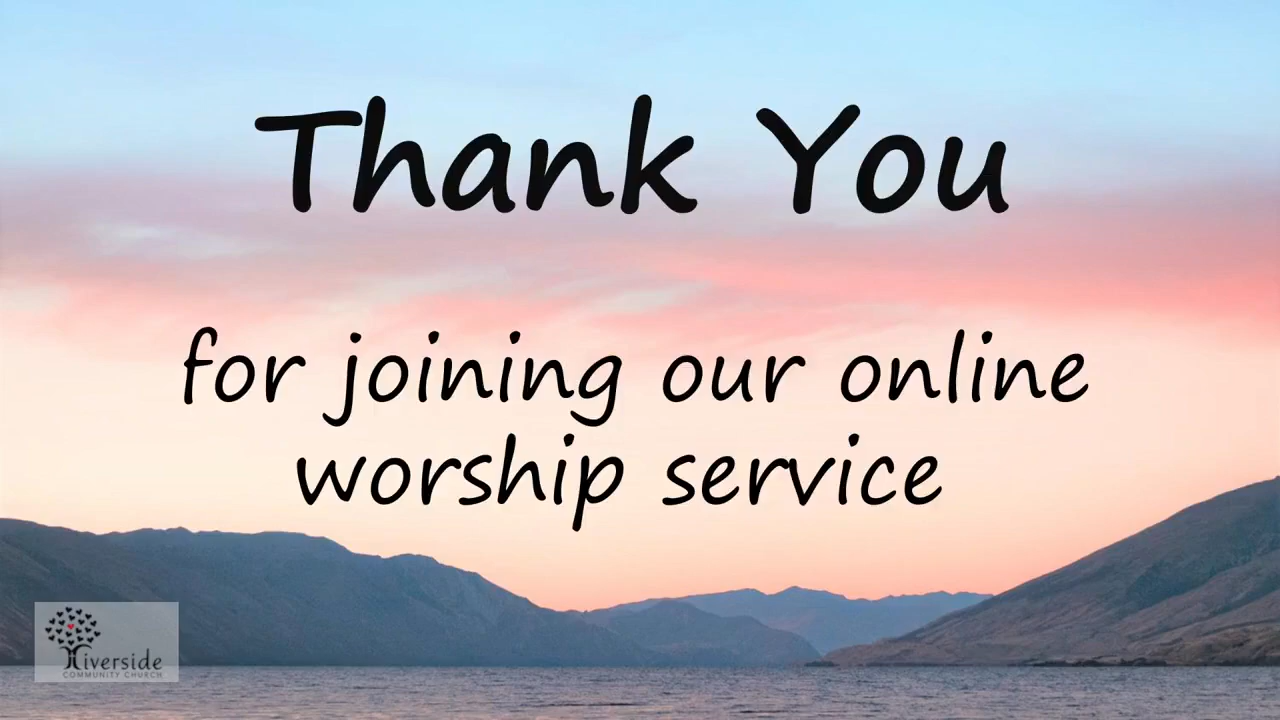 Thank You
for joining our online
worship service
Riverside
COMMUNITY CHURCH